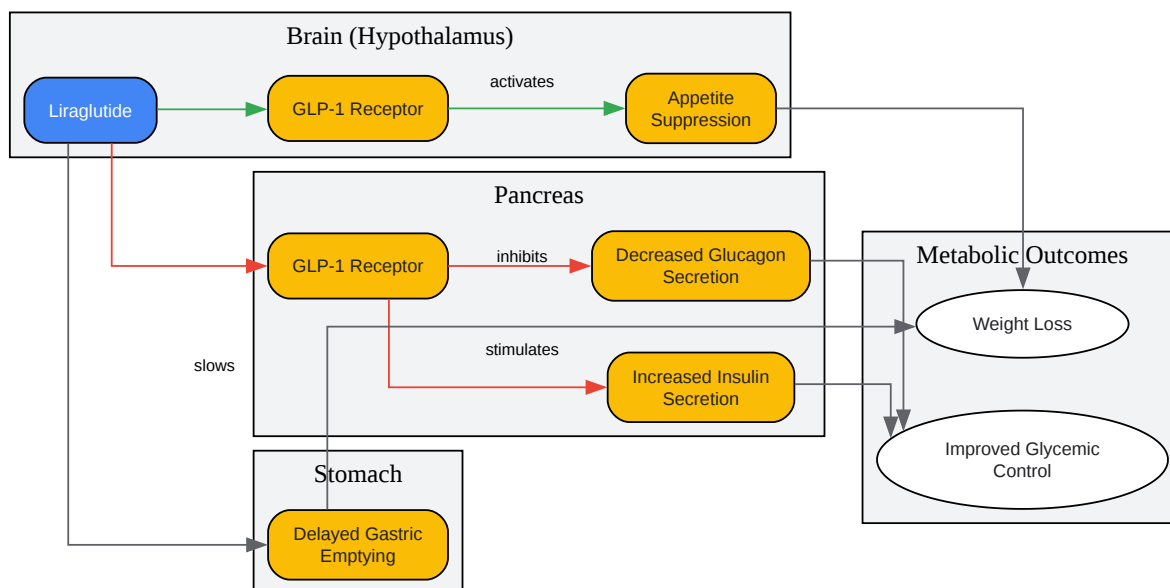 Brain (Hypothalamus)
Liraglutide
GLP-1 Receptor
activates
Appetite
Suppression
Pancreas
GLP-1 Receptor
inhibits
Decreased Glucagon
Secretion
stimulates
Increased Insulin
Secretion
slows
Metabolic Outcomes
Weight Loss
Improved Glycemic
Control
Stomach
Delayed Gastric
Emptying